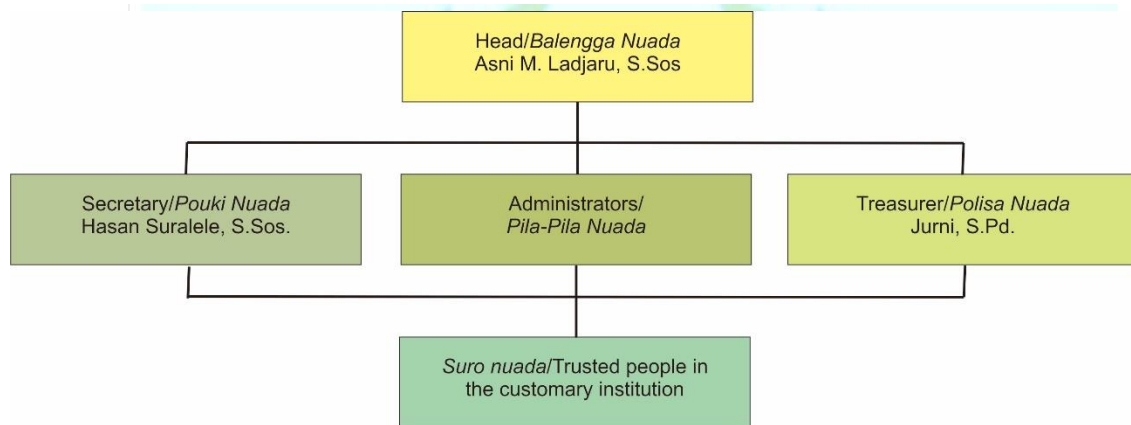 Head/Balengga Nuada
Asni M. Ladjaru, S.Sos
Secretary/Pouki Nuada
Hasan Suralele, S.Sos.
Administrators/
Pila-Pila Nuada
Treasurer/Polisa Nuada
Jurni, S.Pd.
Suro nuada/Trusted people in
the customary institution